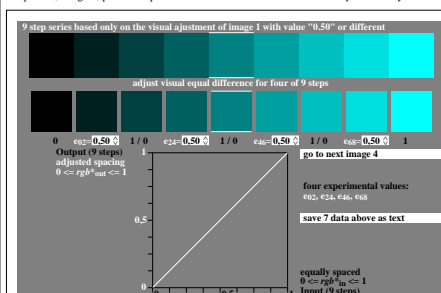 9 step series based only on the visual ajustment of image 1 with value "0.50" or different
adjust visual equal difference for four of 9 steps
0 e02=0,50 1 / 0 e24=0,50 1 / 0 e46=0,50 1 / 0 e68=0,50 1
Output (9 steps)
adjusted spacing
0 <= rgb*out <= 1
1
go to next image 4
four experimental values:
e02, e24, e46, e68
0,5
save 7 data above as text
equally spaced
0 <= rgb*in <= 1
Input (9 steps)
0
0 0,5 1